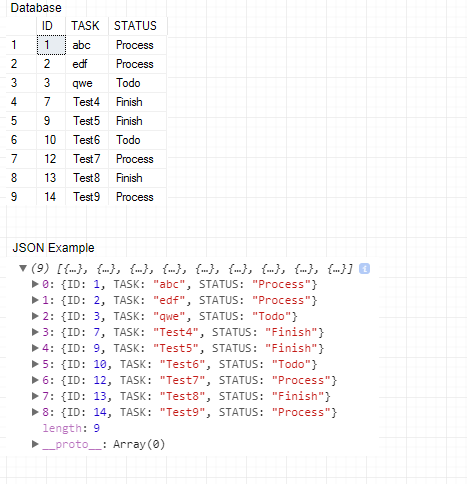 Database
ID TASK STATUS
1 1 abc Process
2 2 edf Process
3 3 qwe Todo
4 7 Test4 Finish
5 9 Test5 Finish
6 10 Test6 Todo
7 12 Test7 Process
8 13 Test8 Finish
9 14 Test9 Process
JSON Example
▼(9) [{…}, {…}, {…}, {…}, {…}, {…}, {…}, {…}, {…}] i
▶0: {ID: 1, TASK: "abc", STATUS: "Process"}
▶1: {ID: 2, TASK: "edf", STATUS: "Process"}
▶2: {ID: 3, TASK: "qwe", STATUS: "Todo"}
▶3: {ID: 7, TASK: "Test4", STATUS: "Finish"}
▶4: {ID: 9, TASK: "Test5", STATUS: "Finish"}
▶5: {ID: 10, TASK: "Test6", STATUS: "Todo"}
▶6: {ID: 12, TASK: "Test7", STATUS: "Process"}
▶7: {ID: 13, TASK: "Test8", STATUS: "Finish"}
▶8: {ID: 14, TASK: "Test9", STATUS: "Process"}
length: 9
▶__proto__: Array(0)